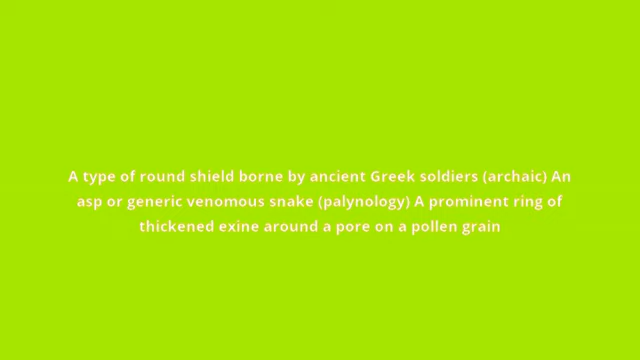 A type of round shield borne by ancient Greek soldiers (archaic) An
asp or generic venomous snake (palynology) A prominent ring of
thickened exine around a pore on a pollen grain